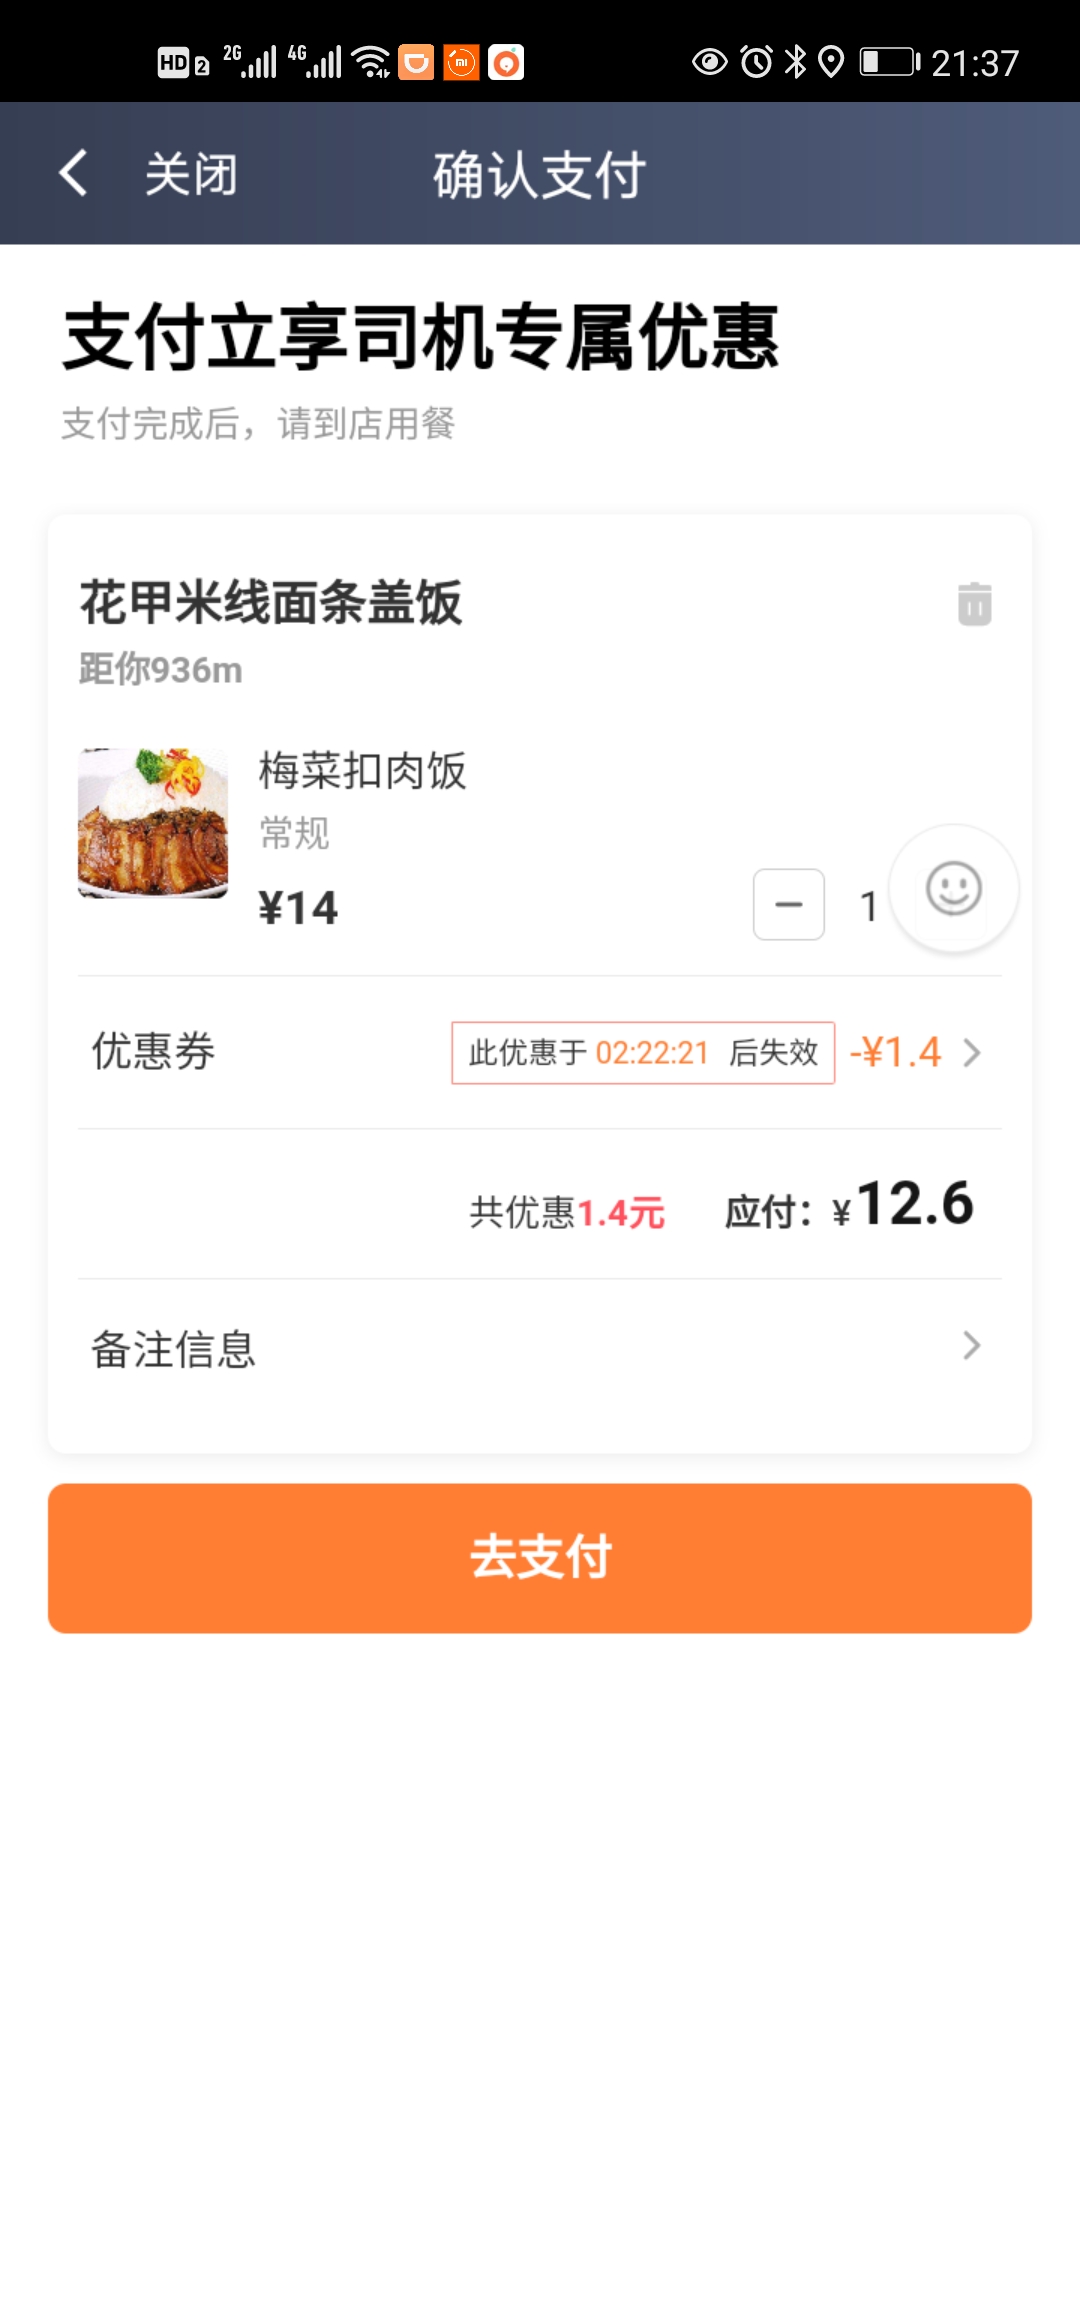 HD 2 2G 4G 21:37
关闭 确认支付
支付立享司机专属优惠
支付完成后，请到店用餐
花甲米线面条盖饭
距你936m
梅菜扣肉饭
常规
¥14 1
优惠券 此优惠于 02:22:21 后失效 -¥1.4
共优惠1.4元 应付：¥12.6
备注信息
去支付